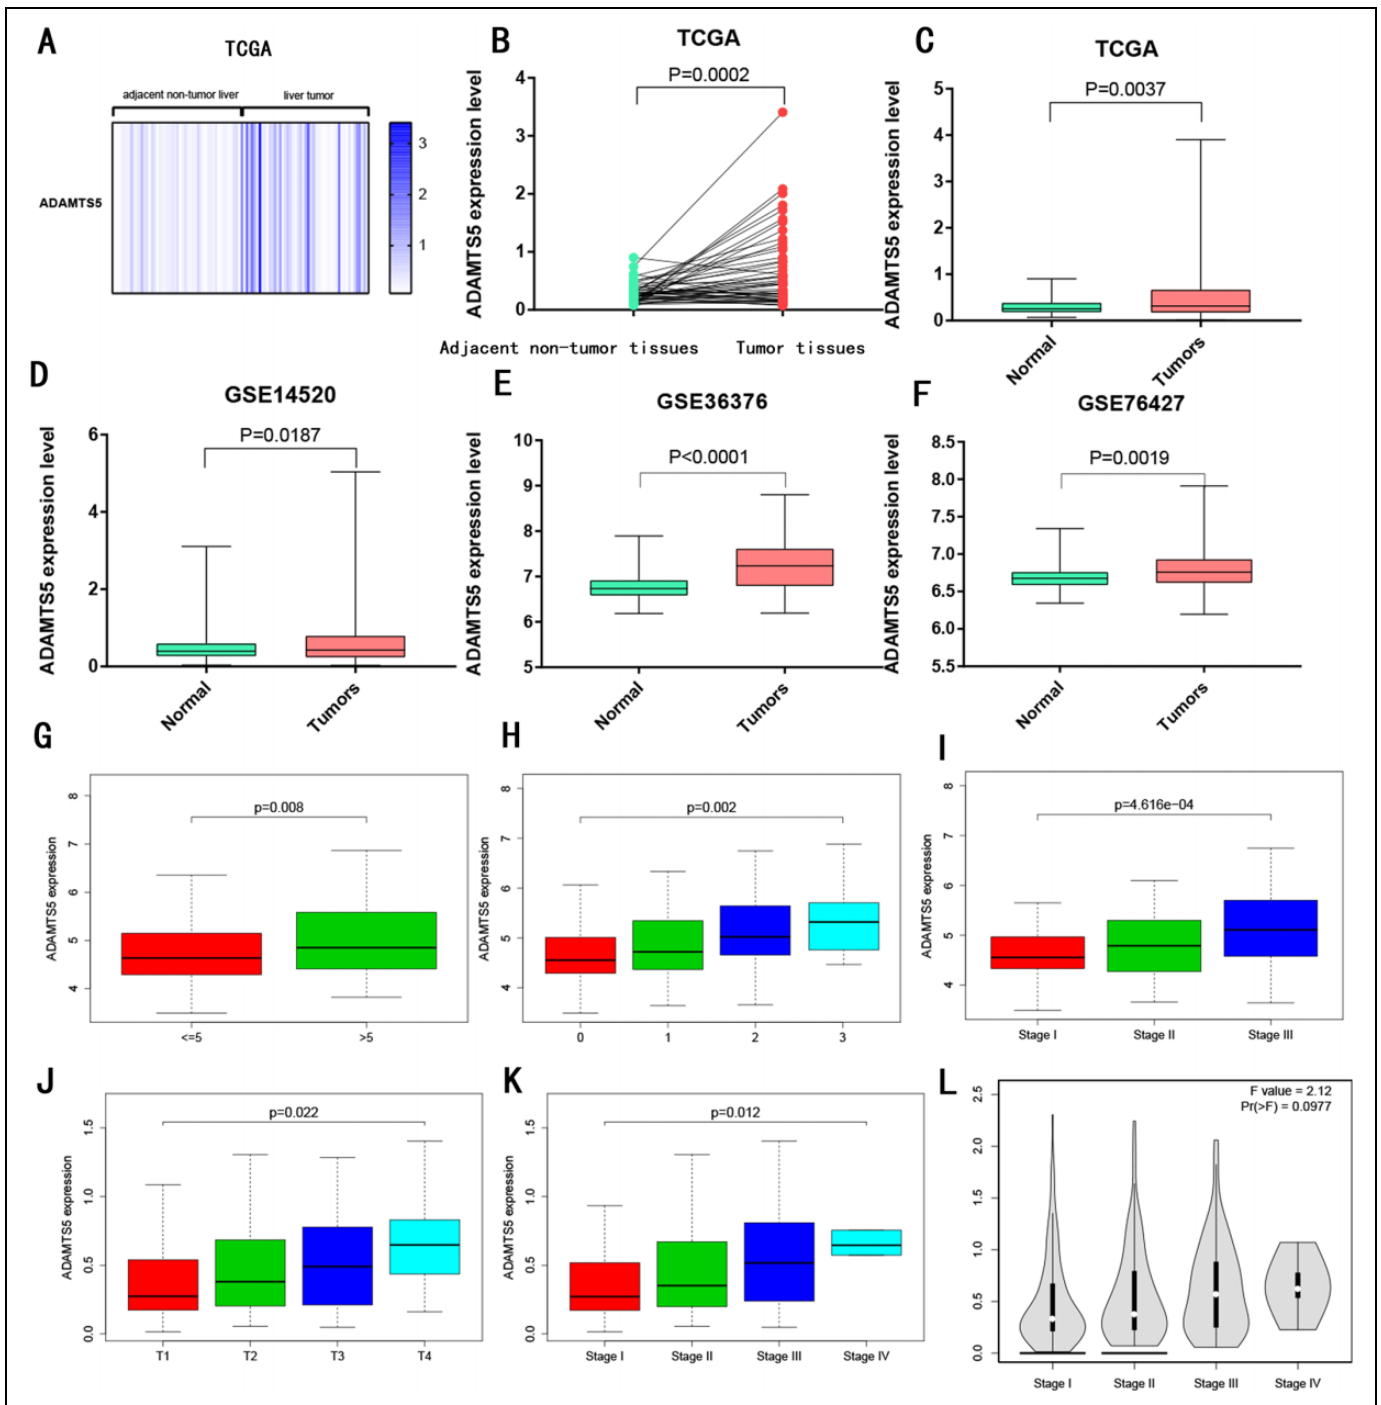 A
TCGA
adjacent non-tumor liver
liver tumor
ADAMTS5
3
2
1
B
TCGA
P=0.0002
ADAMTS5 expression level
4
3
2
1
0
Adjacent non-tumor tissues
Tumor tissues
C
TCGA
P=0.0037
ADAMTS5 expression level
5
4
3
2
1
0
Normal
Tumors
D
GSE14520
P=0.0187
ADAMTS5 expression level
6
4
2
0
Normal
Tumors
E
GSE36376
P<0.0001
ADAMTS5 expression level
10
9
8
7
6
5
Normal
Tumors
F
GSE76427
P=0.0019
ADAMTS5 expression level
8.5
8.0
7.5
7.0
6.5
6.0
5.5
Normal
Tumors
G
p=0.008
ADAMTS5 expression
8
7
6
5
4
<=5
>5
H
p=0.002
ADAMTS5 expression
8
7
6
5
4
0
1
2
3
I
p=4.616e-04
ADAMTS5 expression
8
7
6
5
4
Stage I
Stage II
Stage III
J
p=0.022
ADAMTS5 expression
1.5
1.0
0.5
0.0
T1
T2
T3
T4
K
p=0.012
ADAMTS5 expression
1.5
1.0
0.5
0.0
Stage I
Stage II
Stage III
Stage IV
L
F value = 2.12
Pr(>F) = 0.0977
2.5
2.0
1.5
1.0
0.5
0.0
Stage I
Stage II
Stage III
Stage IV